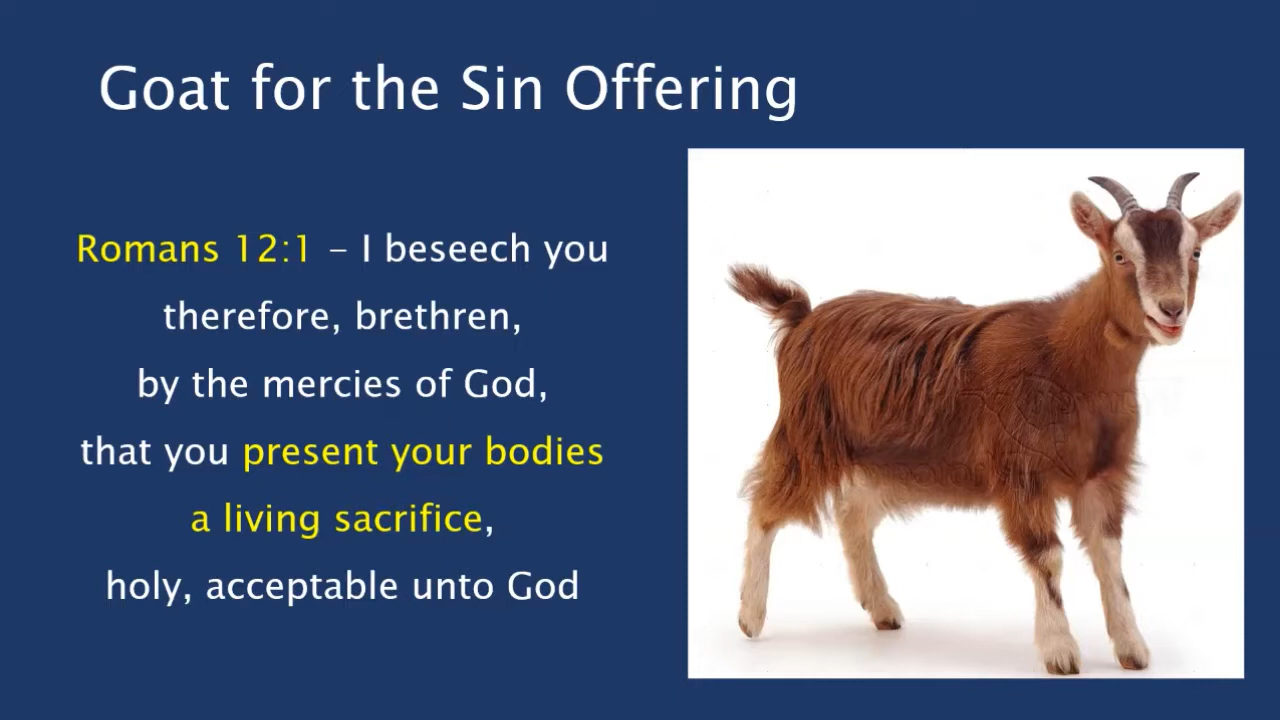 Goat for the Sin Offering
Romans 12:1 – I beseech you
therefore, brethren,
by the mercies of God,
that you present your bodies
a living sacrifice,
holy, acceptable unto God